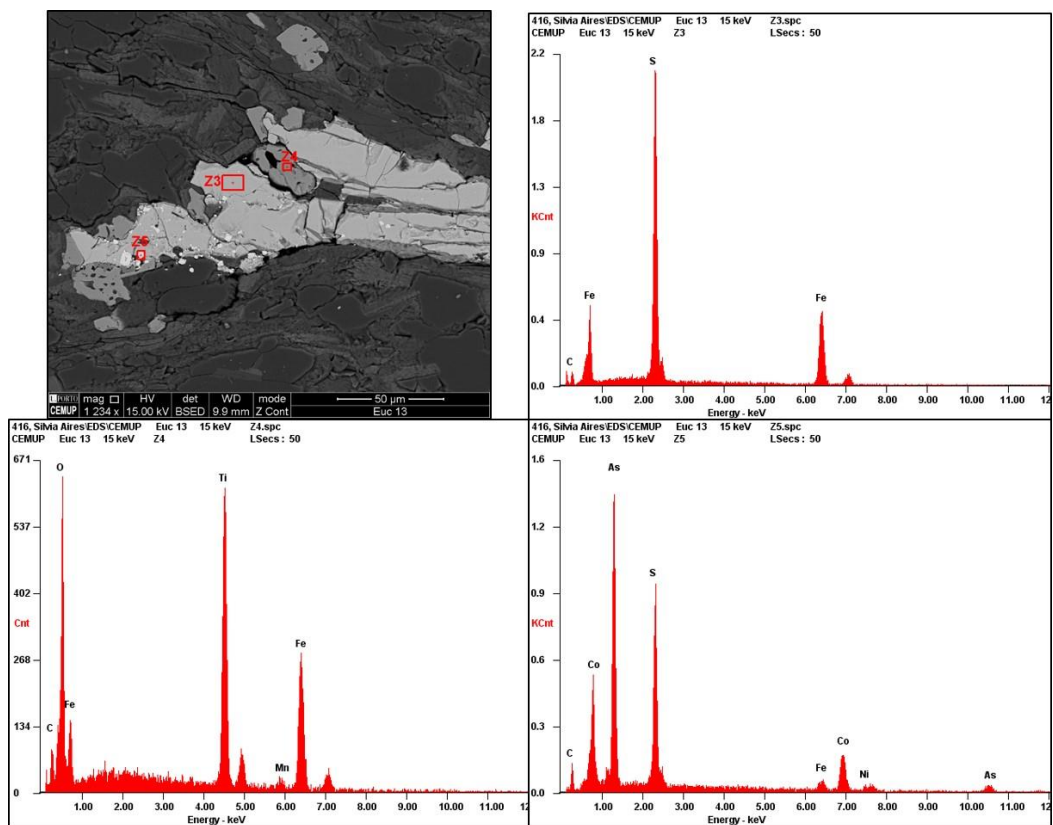 Z3
Z4
Z5
U.PORTO
CEMUP
mag □ HV det WD mode
1 234 x 15.00 kV BSED 9.9 mm Z Cont
50 µm
Euc 13
416, Silvia Aires\EDS\CEMUP Euc 13 15 keV Z3.spc
CEMUP Euc 13 15 keV Z3 LSecs : 50
2.2
1.8
1.3
KCnt
0.9
0.4
0.0
C
Fe
S
Fe
1.00 2.00 3.00 4.00 5.00 6.00 7.00 8.00 9.00 10.00 11.00 12
Energy - keV
416, Silvia Aires\EDS\CEMUP Euc 13 15 keV Z4.spc
CEMUP Euc 13 15 keV Z4 LSecs : 50
671
537
402
Cnt
268
134
0
C
O
Fe
Ti
Mn
Fe
1.00 2.00 3.00 4.00 5.00 6.00 7.00 8.00 9.00 10.00 11.00 12
Energy - keV
416, Silvia Aires\EDS\CEMUP Euc 13 15 keV Z5.spc
CEMUP Euc 13 15 keV Z5 LSecs : 50
1.6
1.2
0.9
KCnt
0.6
0.3
0.0
C
Co
As
S
Fe
Co
Ni
As
1.00 2.00 3.00 4.00 5.00 6.00 7.00 8.00 9.00 10.00 11.00 12
Energy - keV